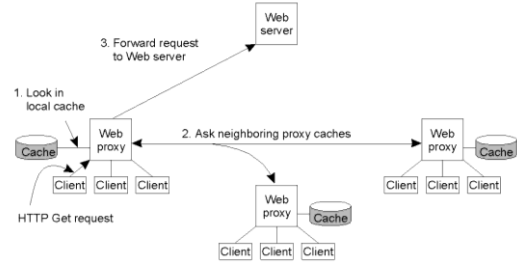 Web
server
3. Forward request
to Web server
1. Look in
local cache
Web
proxy
Cache
2. Ask neighboring proxy caches
Web
proxy
Cache
Client
Client
Client
Client
Client
Client
HTTP Get request
Web
proxy
Cache
Client
Client
Client